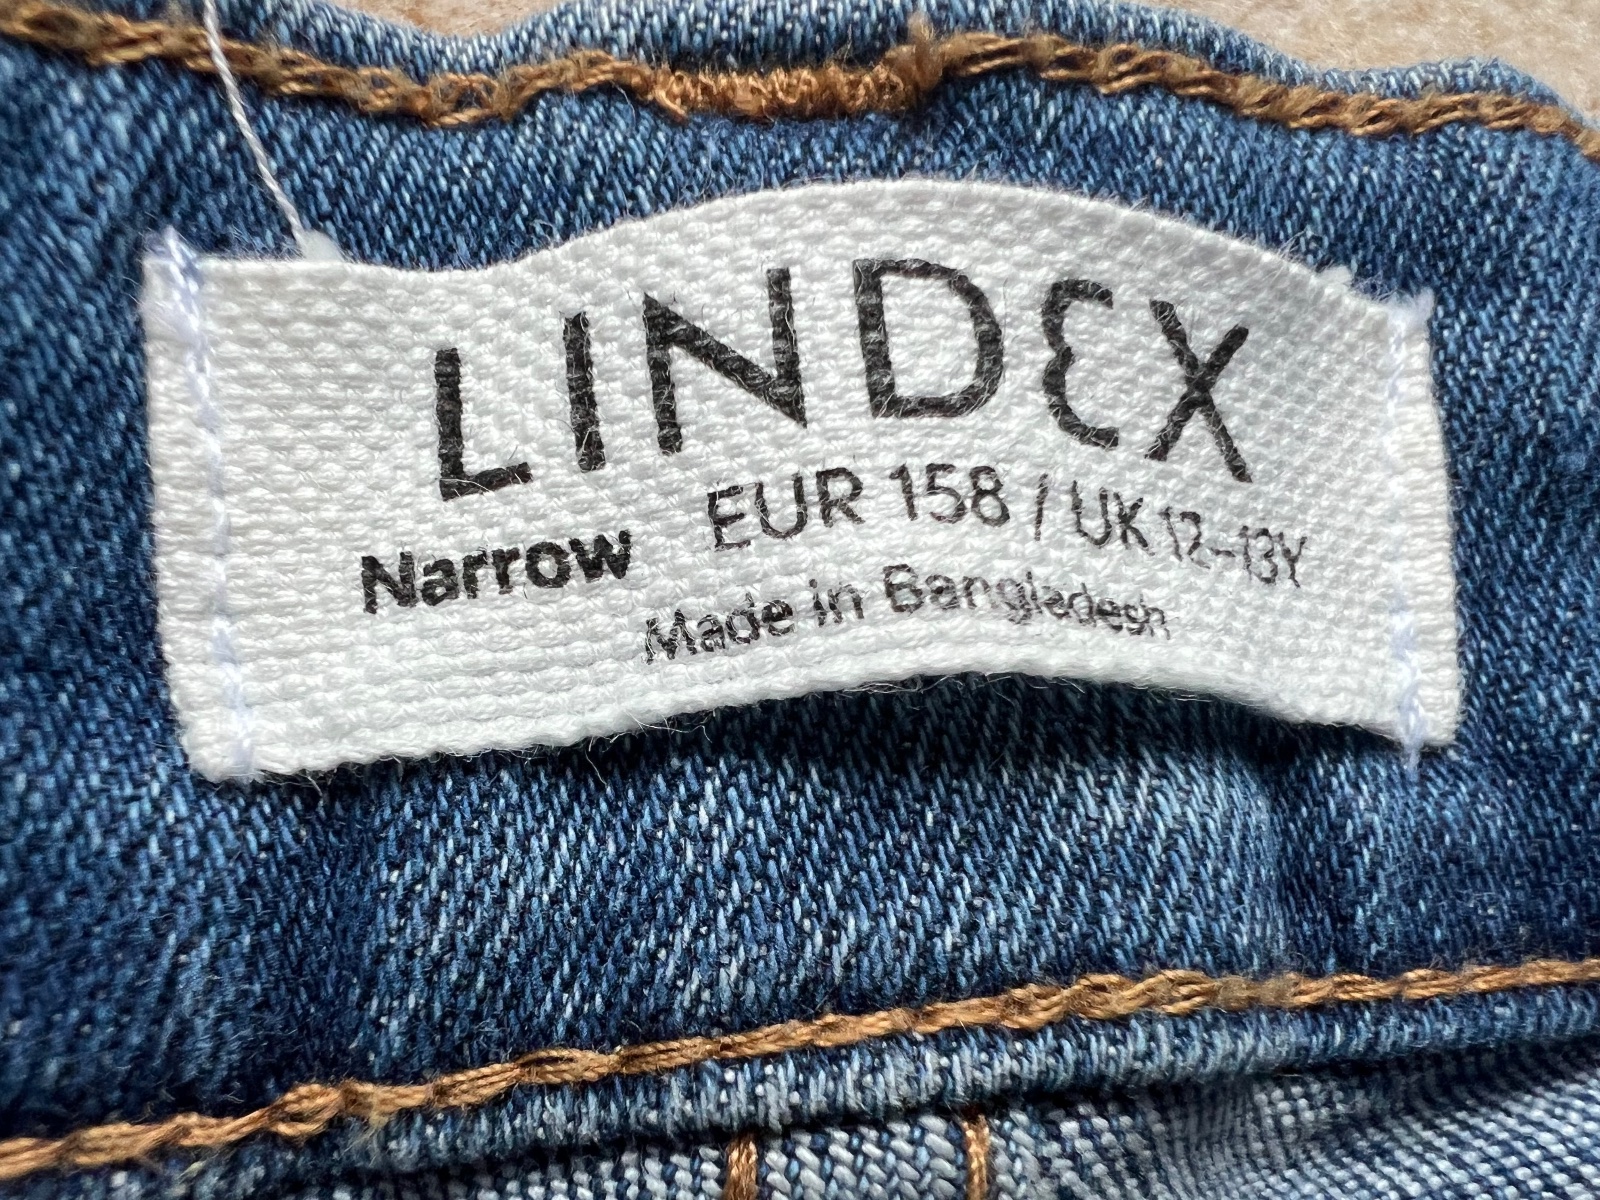 LINDEX
Narrow EUR 158 / UK 12-13Y
Made in Bangladesh